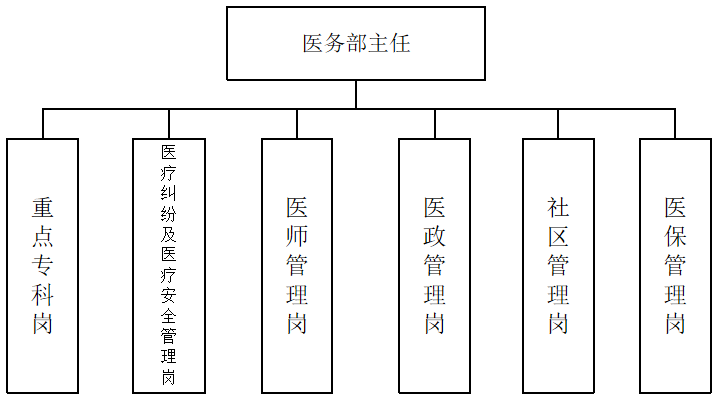 医务部主任
重点专科岗
医疗纠纷及医疗安全管理岗
医师管理岗
医政管理岗
社区管理岗
医保管理岗